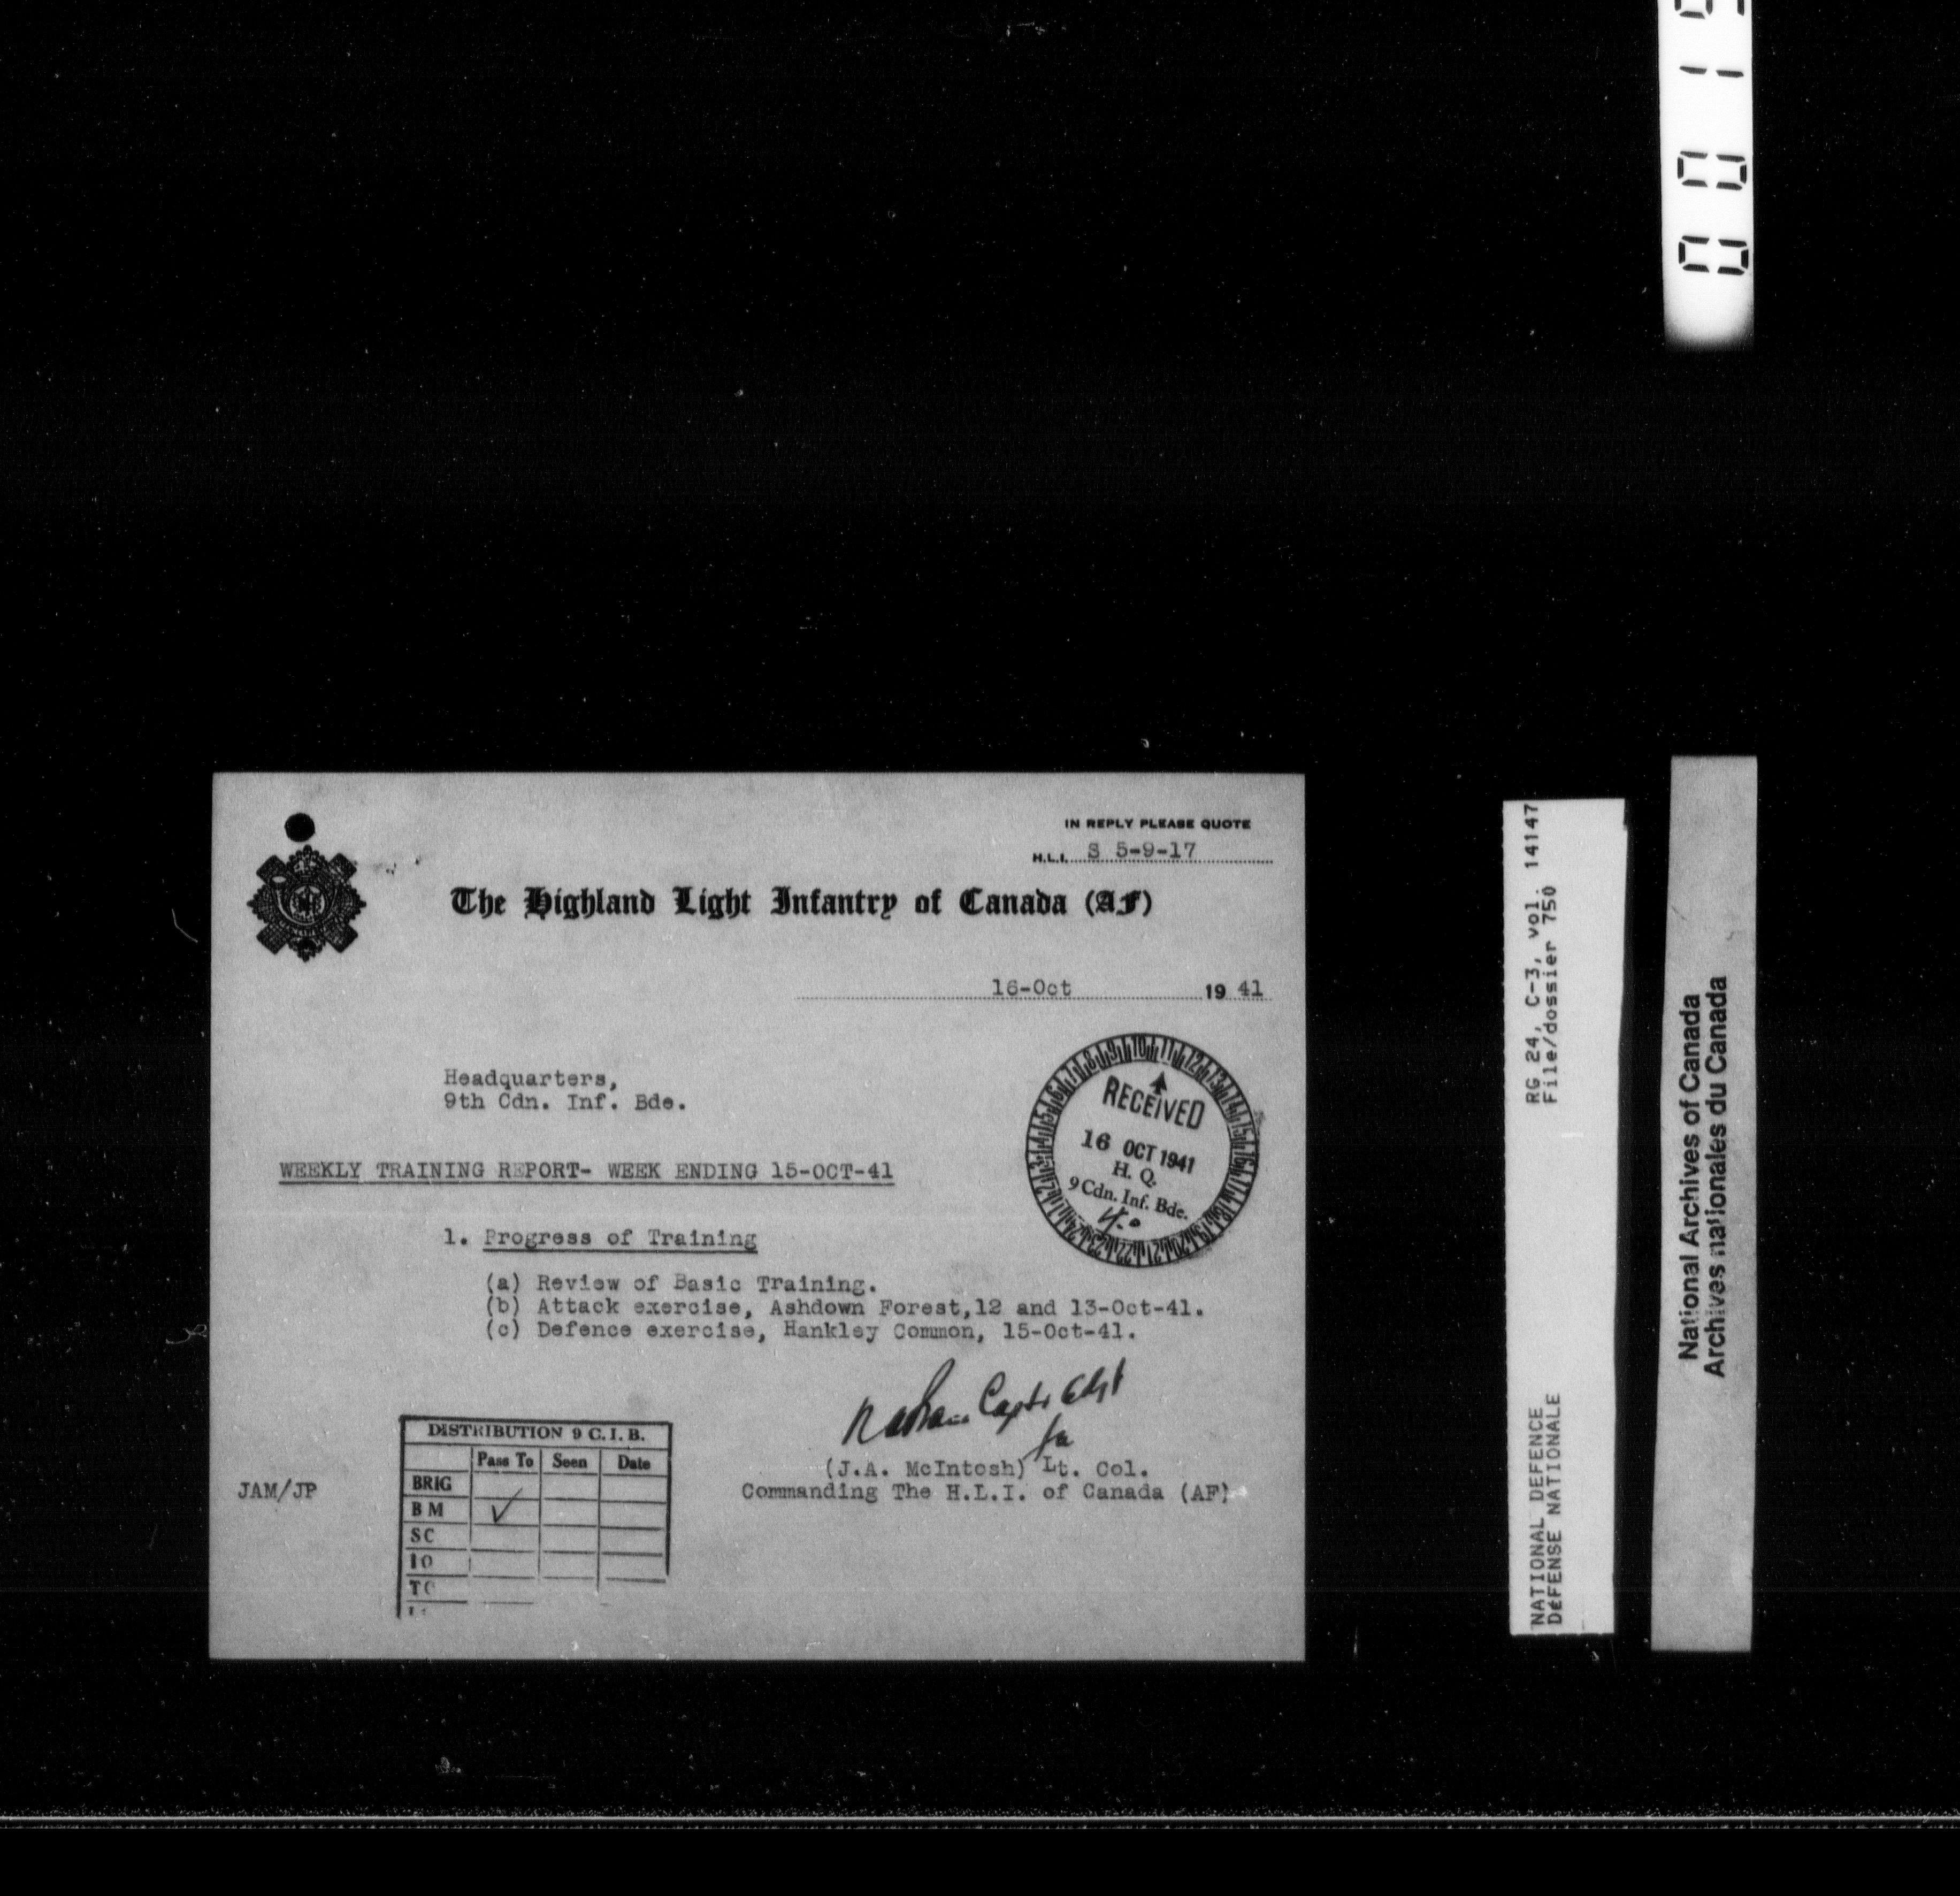 IN REPLY PLEASE QUOTE
H.L.I. S 5-9-17
The Highland Light Infantry of Canada (AF)
16-Oct 19 41
Headquarters,
9th Cdn. Inf. Bde.
RECEIVED
16 OCT 1941
H. Q.
9 Cdn. Inf. Bde.
WEEKLY TRAINING REPORT- WEEK ENDING 15-OCT-41
1. Progress of Training
(a) Review of Basic Training.
(b) Attack exercise, Ashdown Forest,12 and 13-Oct-41.
(c) Defence exercise, Hankley Common, 15-Oct-41.
Capt
for
(J.A. McIntosh) Lt. Col.
Commanding The H.L.I. of Canada (AF)
JAM/JP
DISTRIBUTION 9 C.I.B.
Pass To Seen Date
BRIG
B M ✓
SC
IO
TO
RG 24, C-3, vol. 14147
File/dossier 750
NATIONAL DEFENCE
DÉFENSE NATIONALE
National Archives of Canada
Archives nationales du Canada